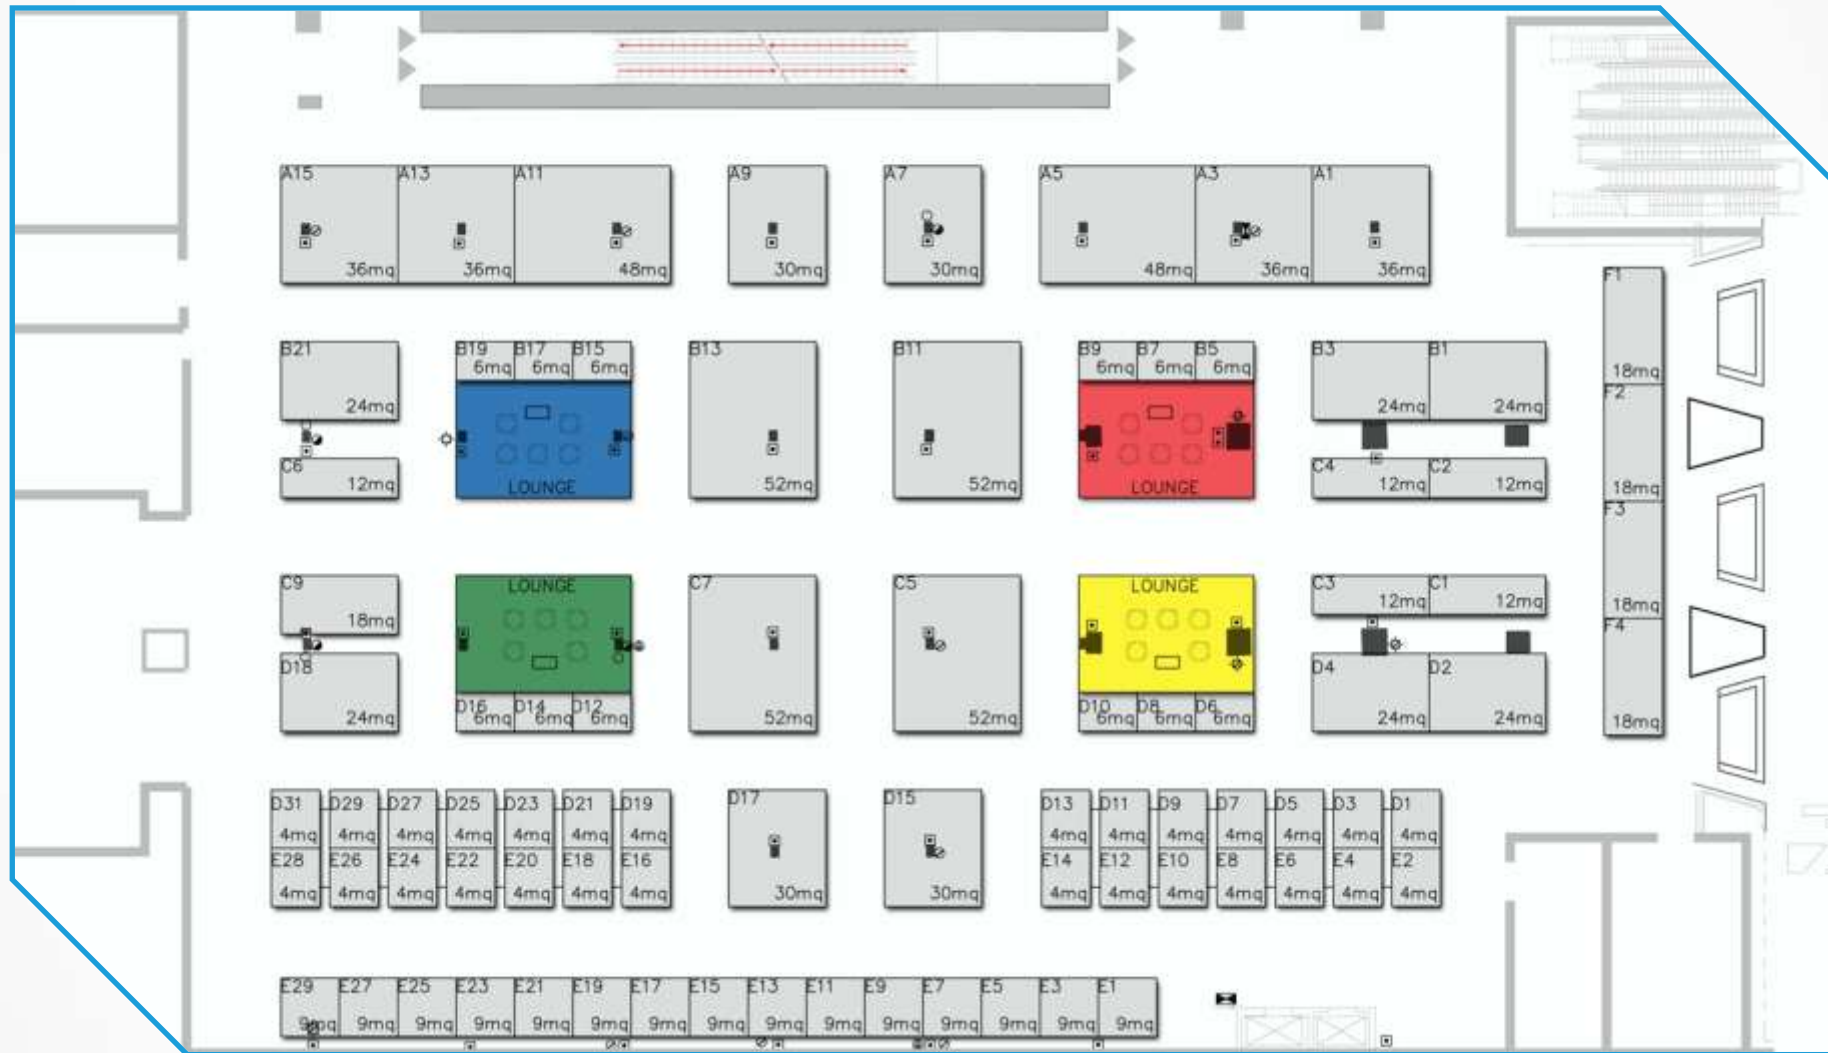 A15 A13 A11 A9 A7 A5 A3 A1
36mq 36mq 48mq 30mq 30mq 48mq 36mq 36mq
F1
18mq
F2
18mq
F3
18mq
F4
18mq
B21 B19 B17 B15 B13 B11 B9 B7 B5 B3 B1
6mq 6mq 6mq 6mq 6mq 6mq
24mq 24mq 24mq
C6 C4 C2
12mq LOUNGE 52mq 52mq LOUNGE 12mq 12mq
C9 LOUNGE C7 C5 LOUNGE C3 C1
12mq 12mq
18mq
D18 D4 D2
D16 D14 D12 D10 D8 D6
6mq 6mq 6mq 6mq 6mq 6mq
24mq 52mq 52mq 24mq 24mq
D31 D29 D27 D25 D23 D21 D19 D17 D15 D13 D11 D9 D7 D5 D3 D1
4mq 4mq 4mq 4mq 4mq 4mq 4mq 4mq 4mq 4mq 4mq 4mq 4mq 4mq
E28 E26 E24 E22 E20 E18 E16 E14 E12 E10 E8 E6 E4 E2
4mq 4mq 4mq 4mq 4mq 4mq 4mq 30mq 30mq 4mq 4mq 4mq 4mq 4mq 4mq 4mq
E29 E27 E25 E23 E21 E19 E17 E15 E13 E11 E9 E7 E5 E3 E1
9mq 9mq 9mq 9mq 9mq 9mq 9mq 9mq 9mq 9mq 9mq 9mq 9mq 9mq 9mq